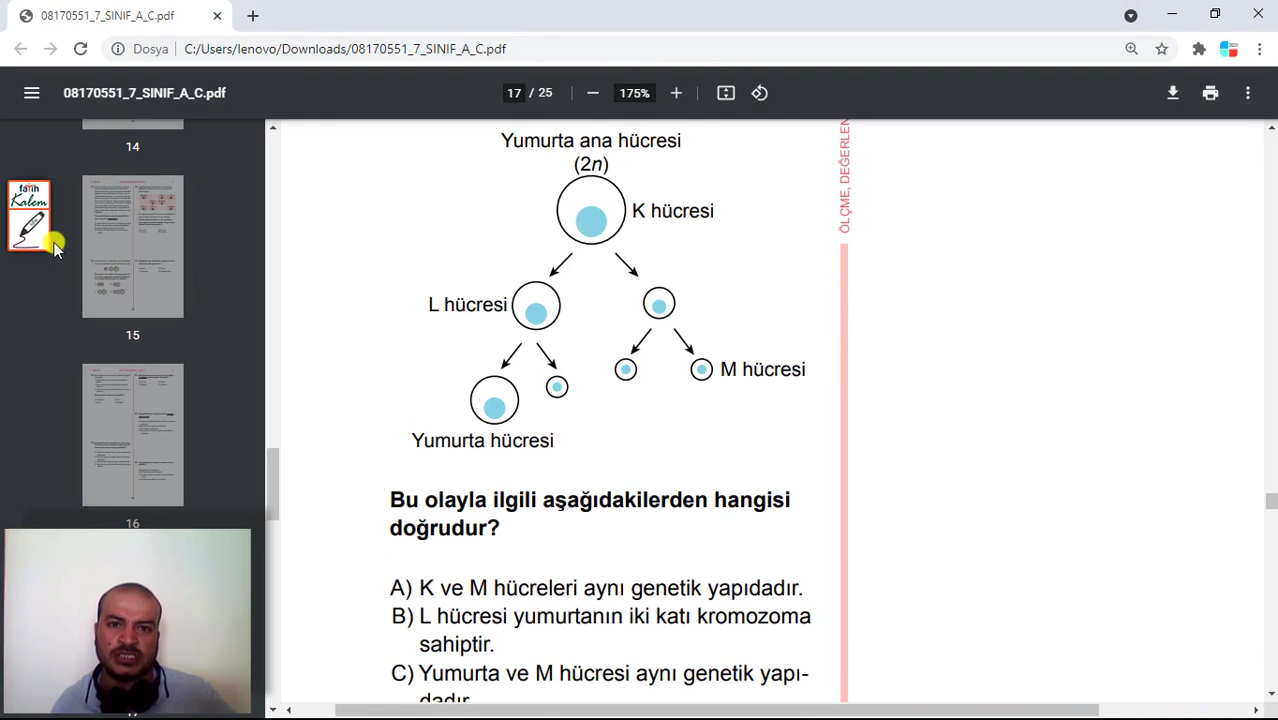 08170551_7_SINIF_A_C.pdf
Dosya
C:/Users/lenovo/Downloads/08170551_7_SINIF_A_C.pdf
08170551_7_SINIF_A_C.pdf
17 / 25
175%
14
fatih
Kalem
15
16
Yumurta ana hücresi
(2n)
K hücresi
L hücresi
M hücresi
Yumurta hücresi
Bu olayla ilgili aşağıdakilerden hangisi
doğrudur?
A) K ve M hücreleri aynı genetik yapıdadır.
B) L hücresi yumurtanın iki katı kromozoma
sahiptir.
C) Yumurta ve M hücresi aynı genetik yapı-
dadır.
ÖLÇME, DEĞERLEN